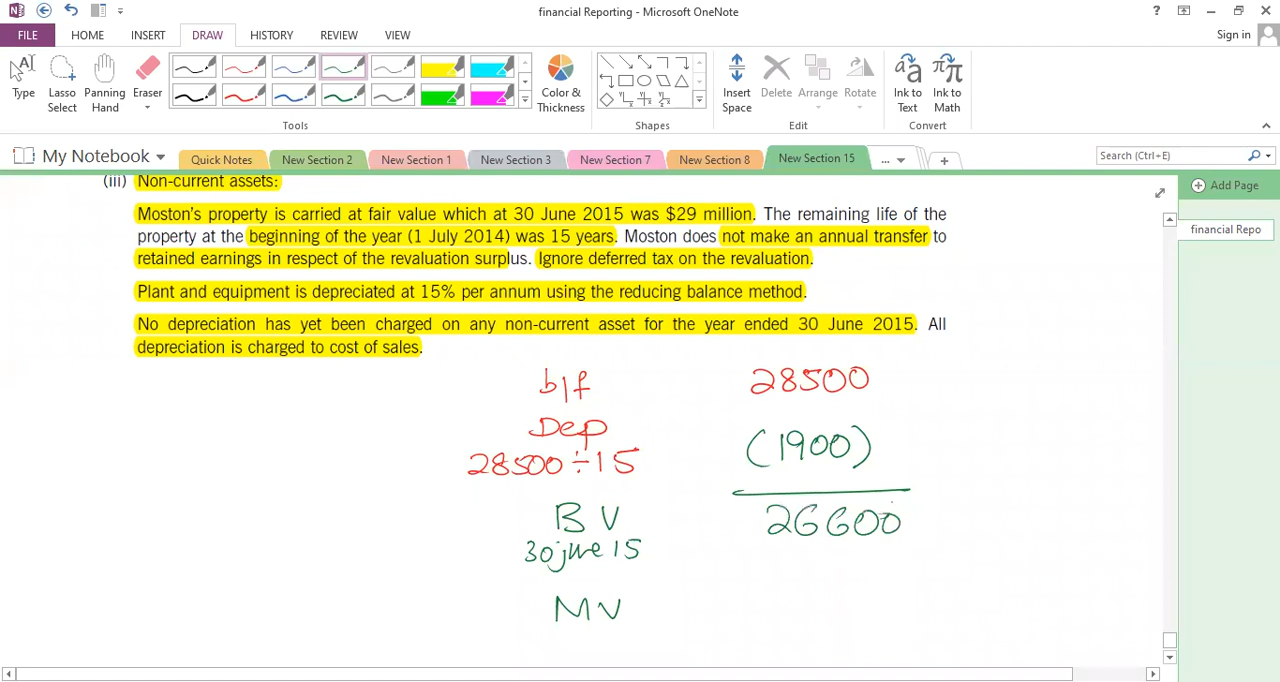 financial Reporting - Microsoft OneNote
?
Sign in
FILE HOME INSERT DRAW HISTORY REVIEW VIEW
Type
Lasso Select
Panning Hand
Eraser
Color & Thickness
Insert Space
Delete
Arrange
Rotate
Ink to Text
Ink to Math
Tools
Shapes
Edit
Convert
My Notebook
Quick Notes
New Section 2
New Section 1
New Section 3
New Section 7
New Section 8
New Section 15
...
Search (Ctrl+E)
Add Page
financial Repo
(iii) Non-current assets:
Moston's property is carried at fair value which at 30 June 2015 was $29 million. The remaining life of the
property at the beginning of the year (1 July 2014) was 15 years. Moston does not make an annual transfer to
retained earnings in respect of the revaluation surplus. Ignore deferred tax on the revaluation.
Plant and equipment is depreciated at 15% per annum using the reducing balance method.
No depreciation has yet been charged on any non-current asset for the year ended 30 June 2015. All
depreciation is charged to cost of sales.
b/f 28500
Dep (1900)
28500÷15
BV 26600
30 june 15
MV